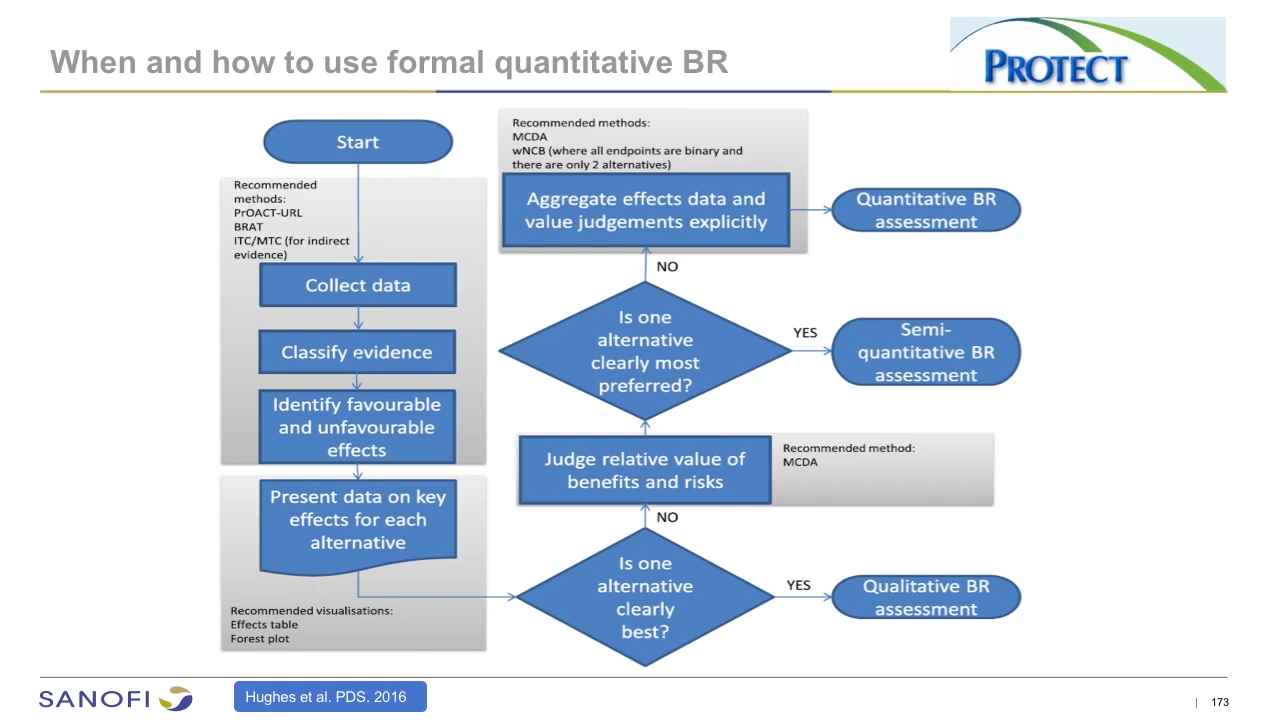 When and how to use formal quantitative BR
PROTECT
Start
Recommended
methods:
PrOACT-URL
BRAT
ITC/MTC (for indirect
evidence)
Collect data
Classify evidence
Identify favourable
and unfavourable
effects
Present data on key
effects for each
alternative
Recommended visualisations:
Effects table
Forest plot
Is one
alternative
clearly
best?
YES
Qualitative BR
assessment
NO
Judge relative value of
benefits and risks
Recommended method:
MCDA
Is one
alternative
clearly most
preferred?
YES
Semi-
quantitative BR
assessment
NO
Recommended methods:
MCDA
wNCB (where all endpoints are binary and
there are only 2 alternatives)
Aggregate effects data and
value judgements explicitly
Quantitative BR
assessment
SANOFI
Hughes et al. PDS. 2016
| 173